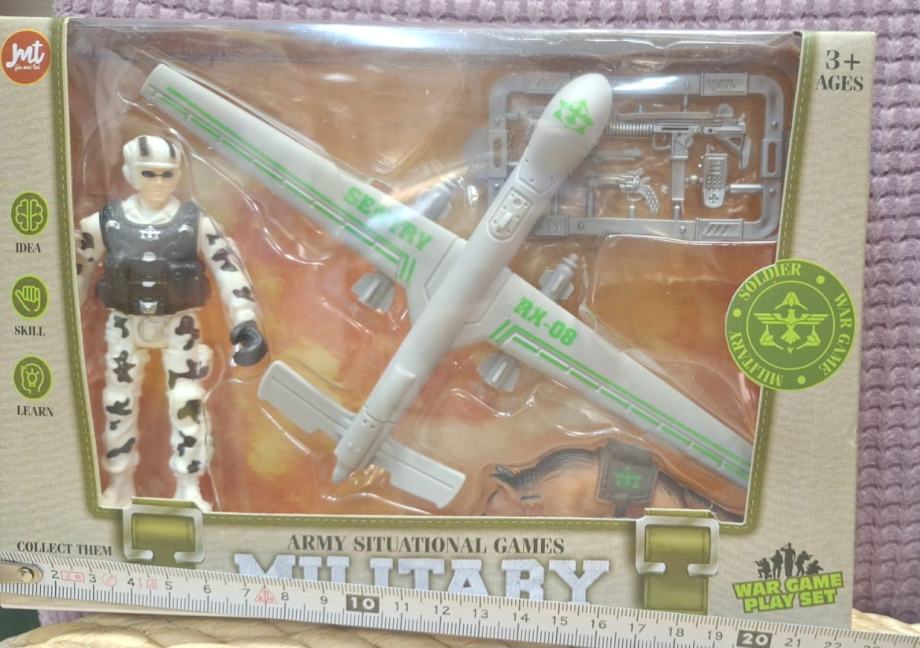 mt
3+
AGES
SENTRY
RX-08
IDEA
SKILL
LEARN
SOLDIER WAR GAME MILITARY
COLLECT THEM
ARMY SITUATIONAL GAMES
MILITARY
WAR GAME
PLAY SET
2 3 4 5 6 7 8 9 10 11 12 13 14 15 16 17 18 19 20 21 22